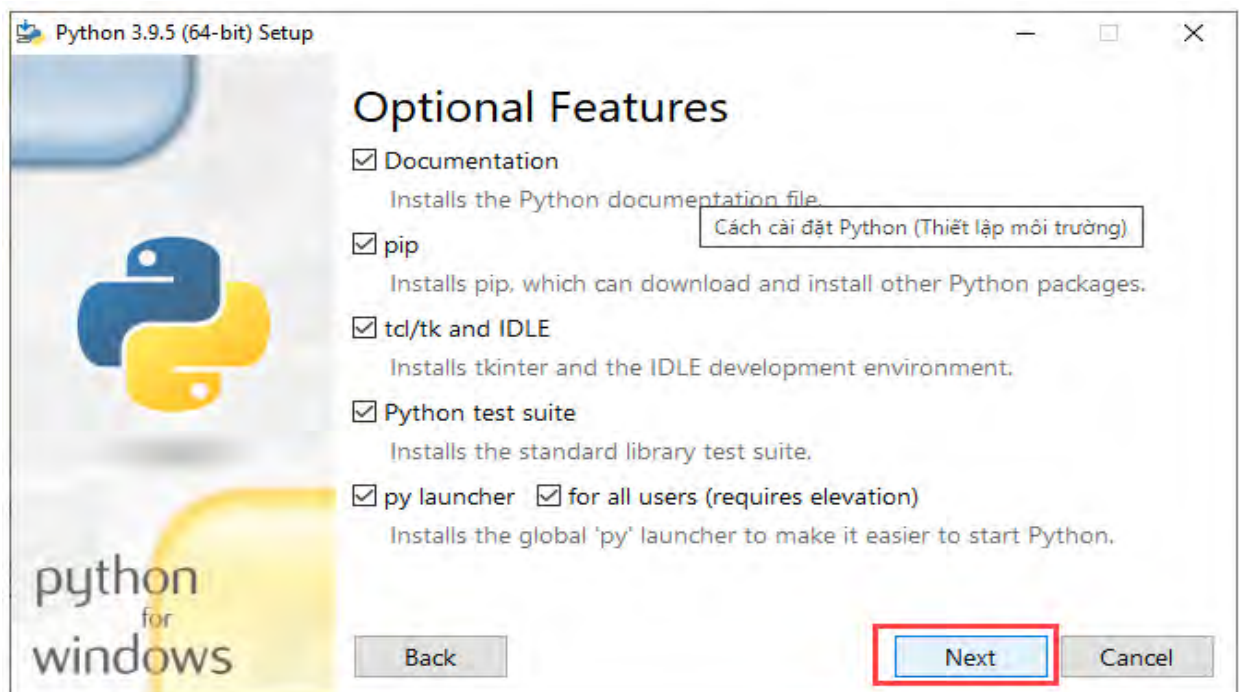 Python 3.9.5 (64-bit) Setup
Optional Features
Documentation
Installs the Python documentation file.
Cách cài đặt Python (Thiết lập môi trường)
pip
Installs pip, which can download and install other Python packages.
tcl/tk and IDLE
Installs tkinter and the IDLE development environment.
Python test suite
Installs the standard library test suite.
py launcher for all users (requires elevation)
Installs the global 'py' launcher to make it easier to start Python.
python
for
windows
Back Next Cancel